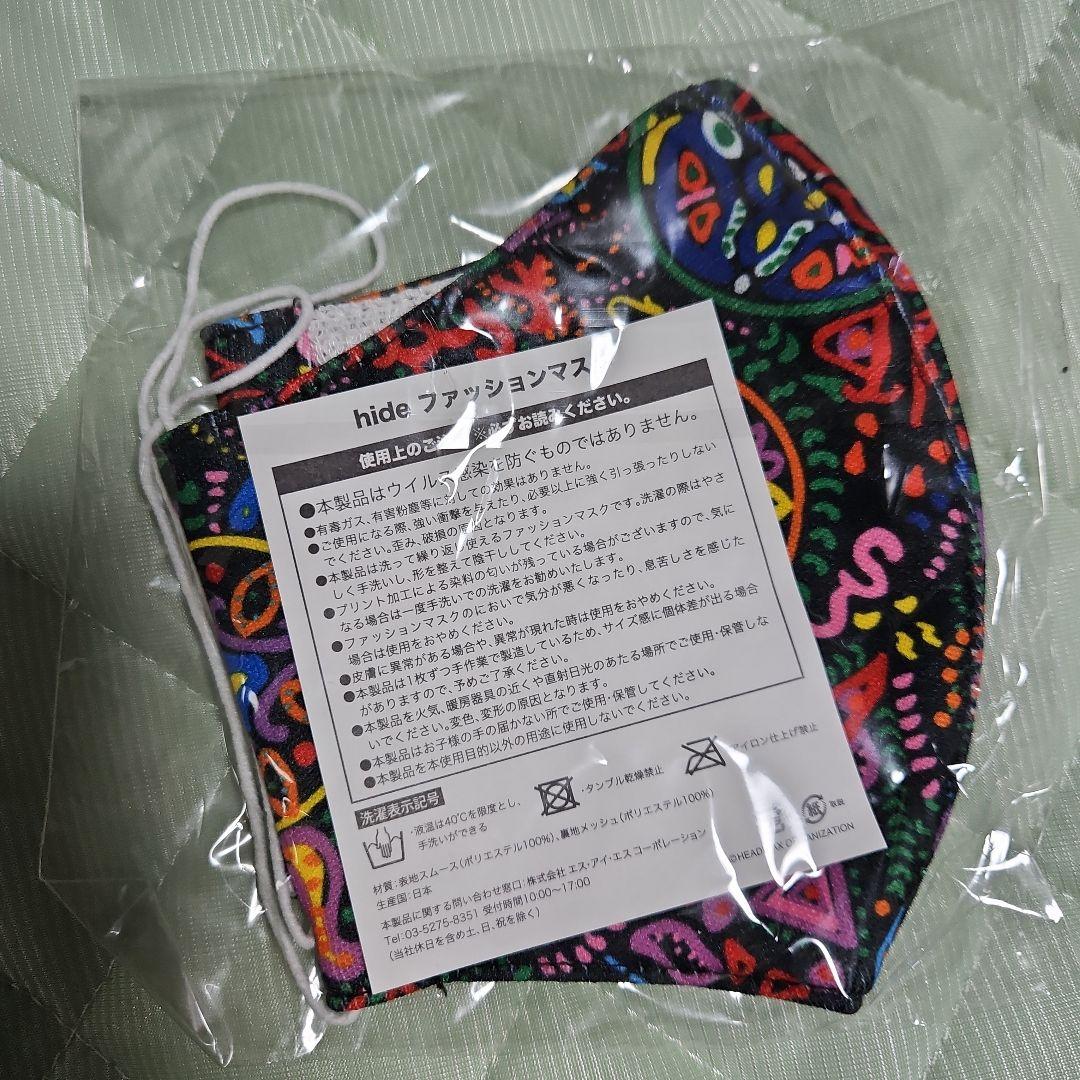 hide ファッションマス
使用上のご ※必 お読みください。
●本製品はウイルス感染を防ぐものではありません。
●有毒ガス、有害粉塵等に対しての効果はありません。
●ご使用になる際、強い衝撃を与えたり、必要以上に強く引っ張ったりしない
でください。歪み、破損の原因となります。
●本製品は洗って繰り返し使えるファッションマスクです。洗濯の際はやさ
しく手洗いし、形を整えて陰干ししてください。
●プリント加工による染料の匂いが残っている場合がございますので、気に
なる場合は一度手洗いでの洗濯をお勧めいたします。
●ファッションマスクのにおいで気分が悪くなったり、息苦しさを感じた
場合は使用をおやめください。
●皮膚に異常がある場合や、異常が現れた時は使用をおやめください。
●本製品は1枚ずつ手作業で製造しているため、サイズ感に個体差が出る場合
がありますので、予めご了承ください。
●本製品を火気、暖房器具の近くや直射日光のあたる場所でご使用・保管しな
いでください。変色、変形の原因となります。
●本製品はお子様の手の届かない所でご使用・保管してください。
●本製品を本使用目的以外の用途に使用しないでください。
洗濯表示記号
・液温は40℃を限度とし、
手洗いができる
・タンブル乾燥禁止
アイロン仕上げ禁止
材質:表地スムース(ポリエステル100%)、裏地メッシュ(ポリエステル100%)
生産国:日本
本製品に関する問い合わせ窓口:株式会社 エス・アイ・エスコーポレーション
Tel:03-5275-8351 受付時間10:00〜17:00
(当社休日を含め土、日、祝を除く)
取説
©HEADWAX ORGANIZATION